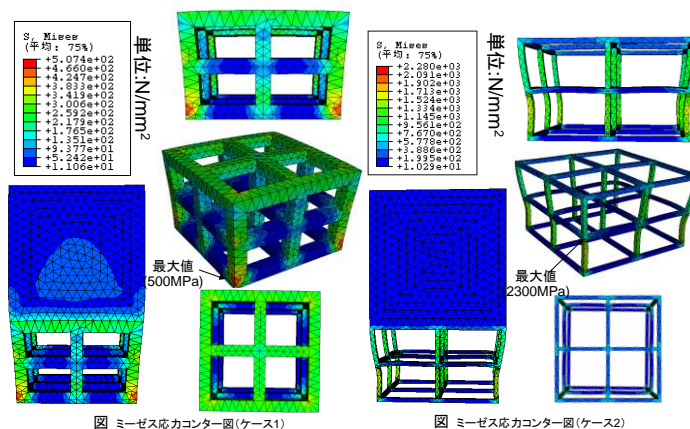 S, Mises
(平均: 75%)
+5.074e+02
+4.660e+02
+4.247e+02
+3.833e+02
+3.419e+02
+3.006e+02
+2.592e+02
+2.179e+02
+1.765e+02
+1.351e+02
+9.377e+01
+5.242e+01
+1.106e+01
単位:N/mm2
最大値
(500MPa)
図 ミーゼス応力コンター図(ケース1)
S, Mises
(平均: 75%)
+2.280e+03
+2.091e+03
+1.902e+03
+1.713e+03
+1.524e+03
+1.334e+03
+1.145e+03
+9.561e+02
+7.670e+02
+5.778e+02
+3.886e+02
+1.995e+02
+1.029e+01
単位:N/mm2
最大値
2300MPa)
図 ミーゼス応力コンター図(ケース2)